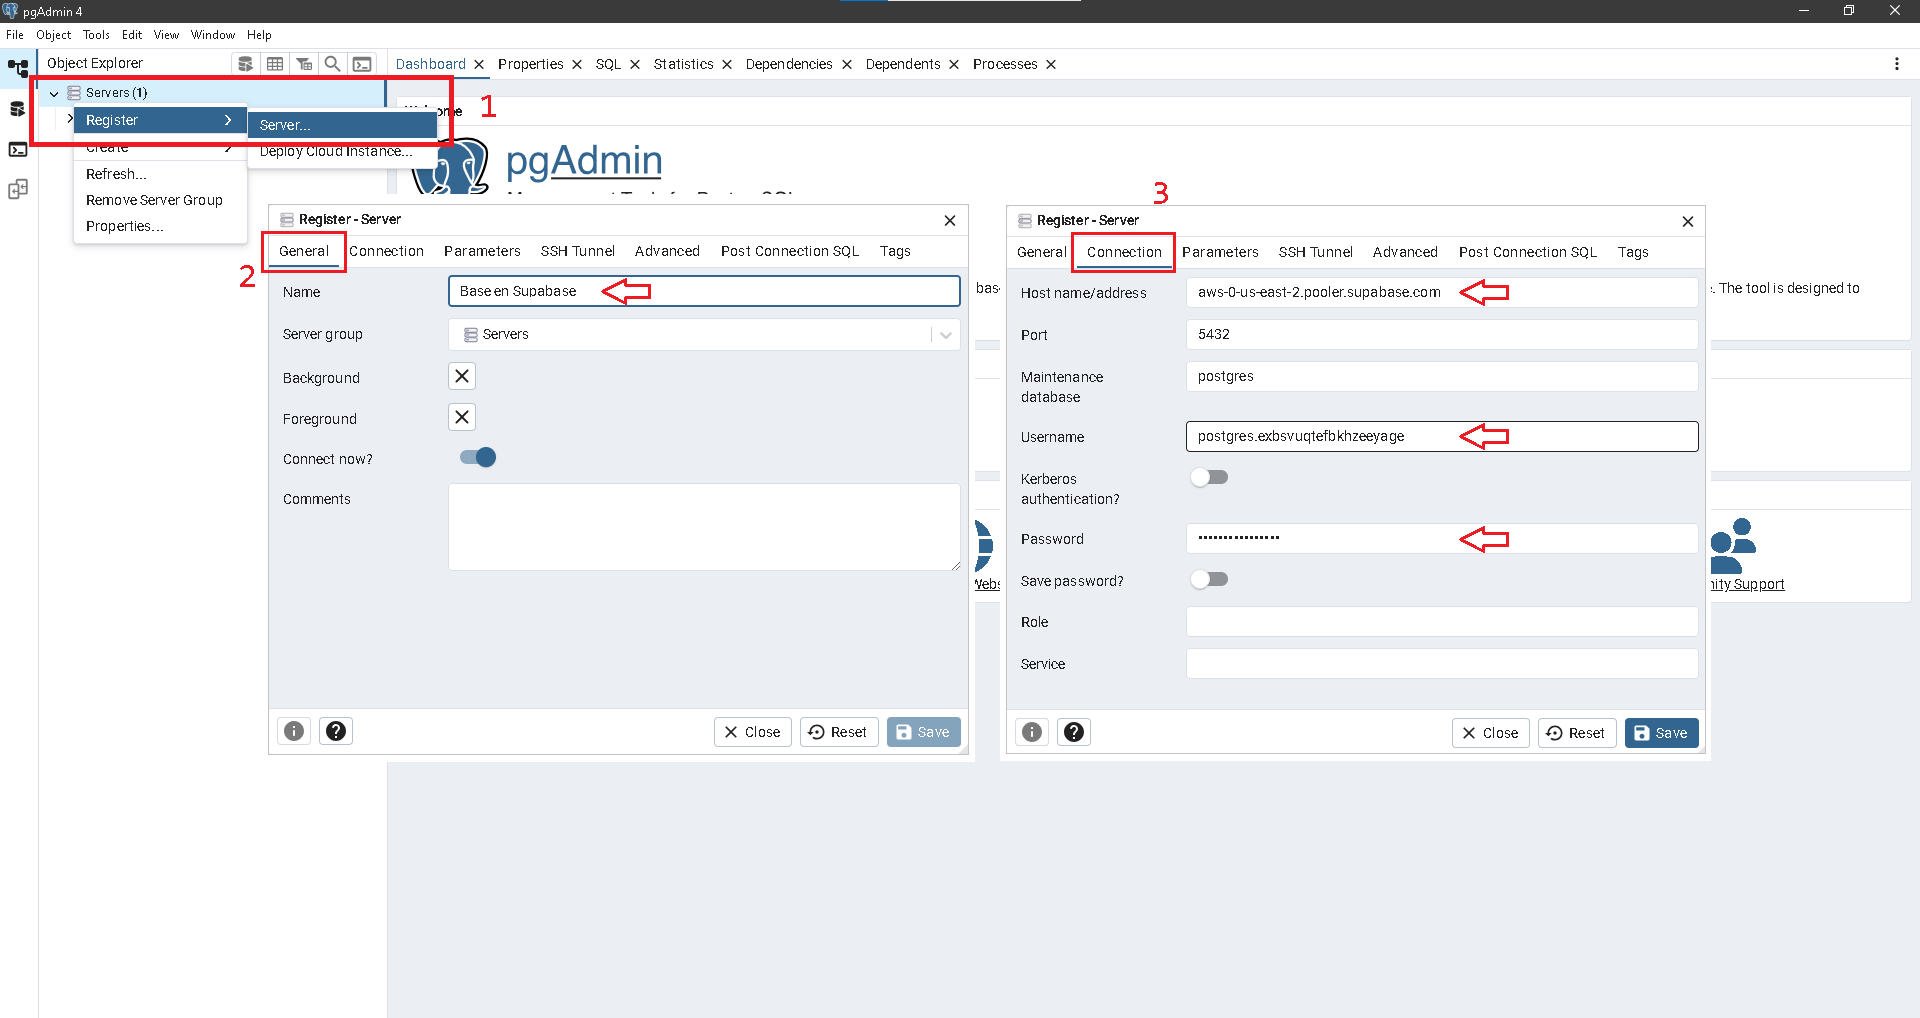 pgAdmin 4
File Object Tools Edit View Window Help
Object Explorer
Dashboard Properties SQL Statistics Dependencies Dependents Processes
Servers (1)
1
Register
Server...
Create
Deploy Cloud Instance...
Refresh...
Remove Server Group
Properties...
pgAdmin
3
Register - Server
General Connection Parameters SSH Tunnel Advanced Post Connection SQL Tags
2
Name Base en Supabase
Server group Servers
Background
Foreground
Connect now?
Comments
Close Reset Save
Register - Server
General Connection Parameters SSH Tunnel Advanced Post Connection SQL Tags
Host name/address aws-0-us-east-2.pooler.supabase.com
Port 5432
Maintenance
database postgres
Username postgres.exbsvuqtefbkhzeeyage
Kerberos
authentication?
Password ••••••••••••••••
Save password?
Role
Service
Close Reset Save
. The tool is designed to
Support